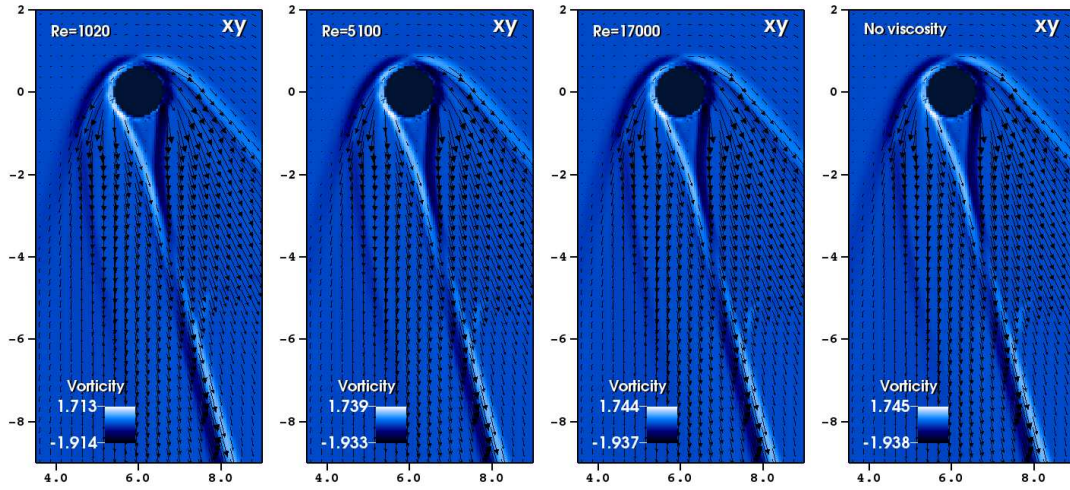 2
0
-2
-4
-6
-8
4.0 6.0 8.0
Re=1020 xy
Vorticity
1.713
-1.914
2
0
-2
-4
-6
-8
4.0 6.0 8.0
Re=5100 xy
Vorticity
1.739
-1.933
2
0
-2
-4
-6
-8
4.0 6.0 8.0
Re=17000 xy
Vorticity
1.744
-1.937
2
0
-2
-4
-6
-8
4.0 6.0 8.0
No viscosity xy
Vorticity
1.745
-1.938